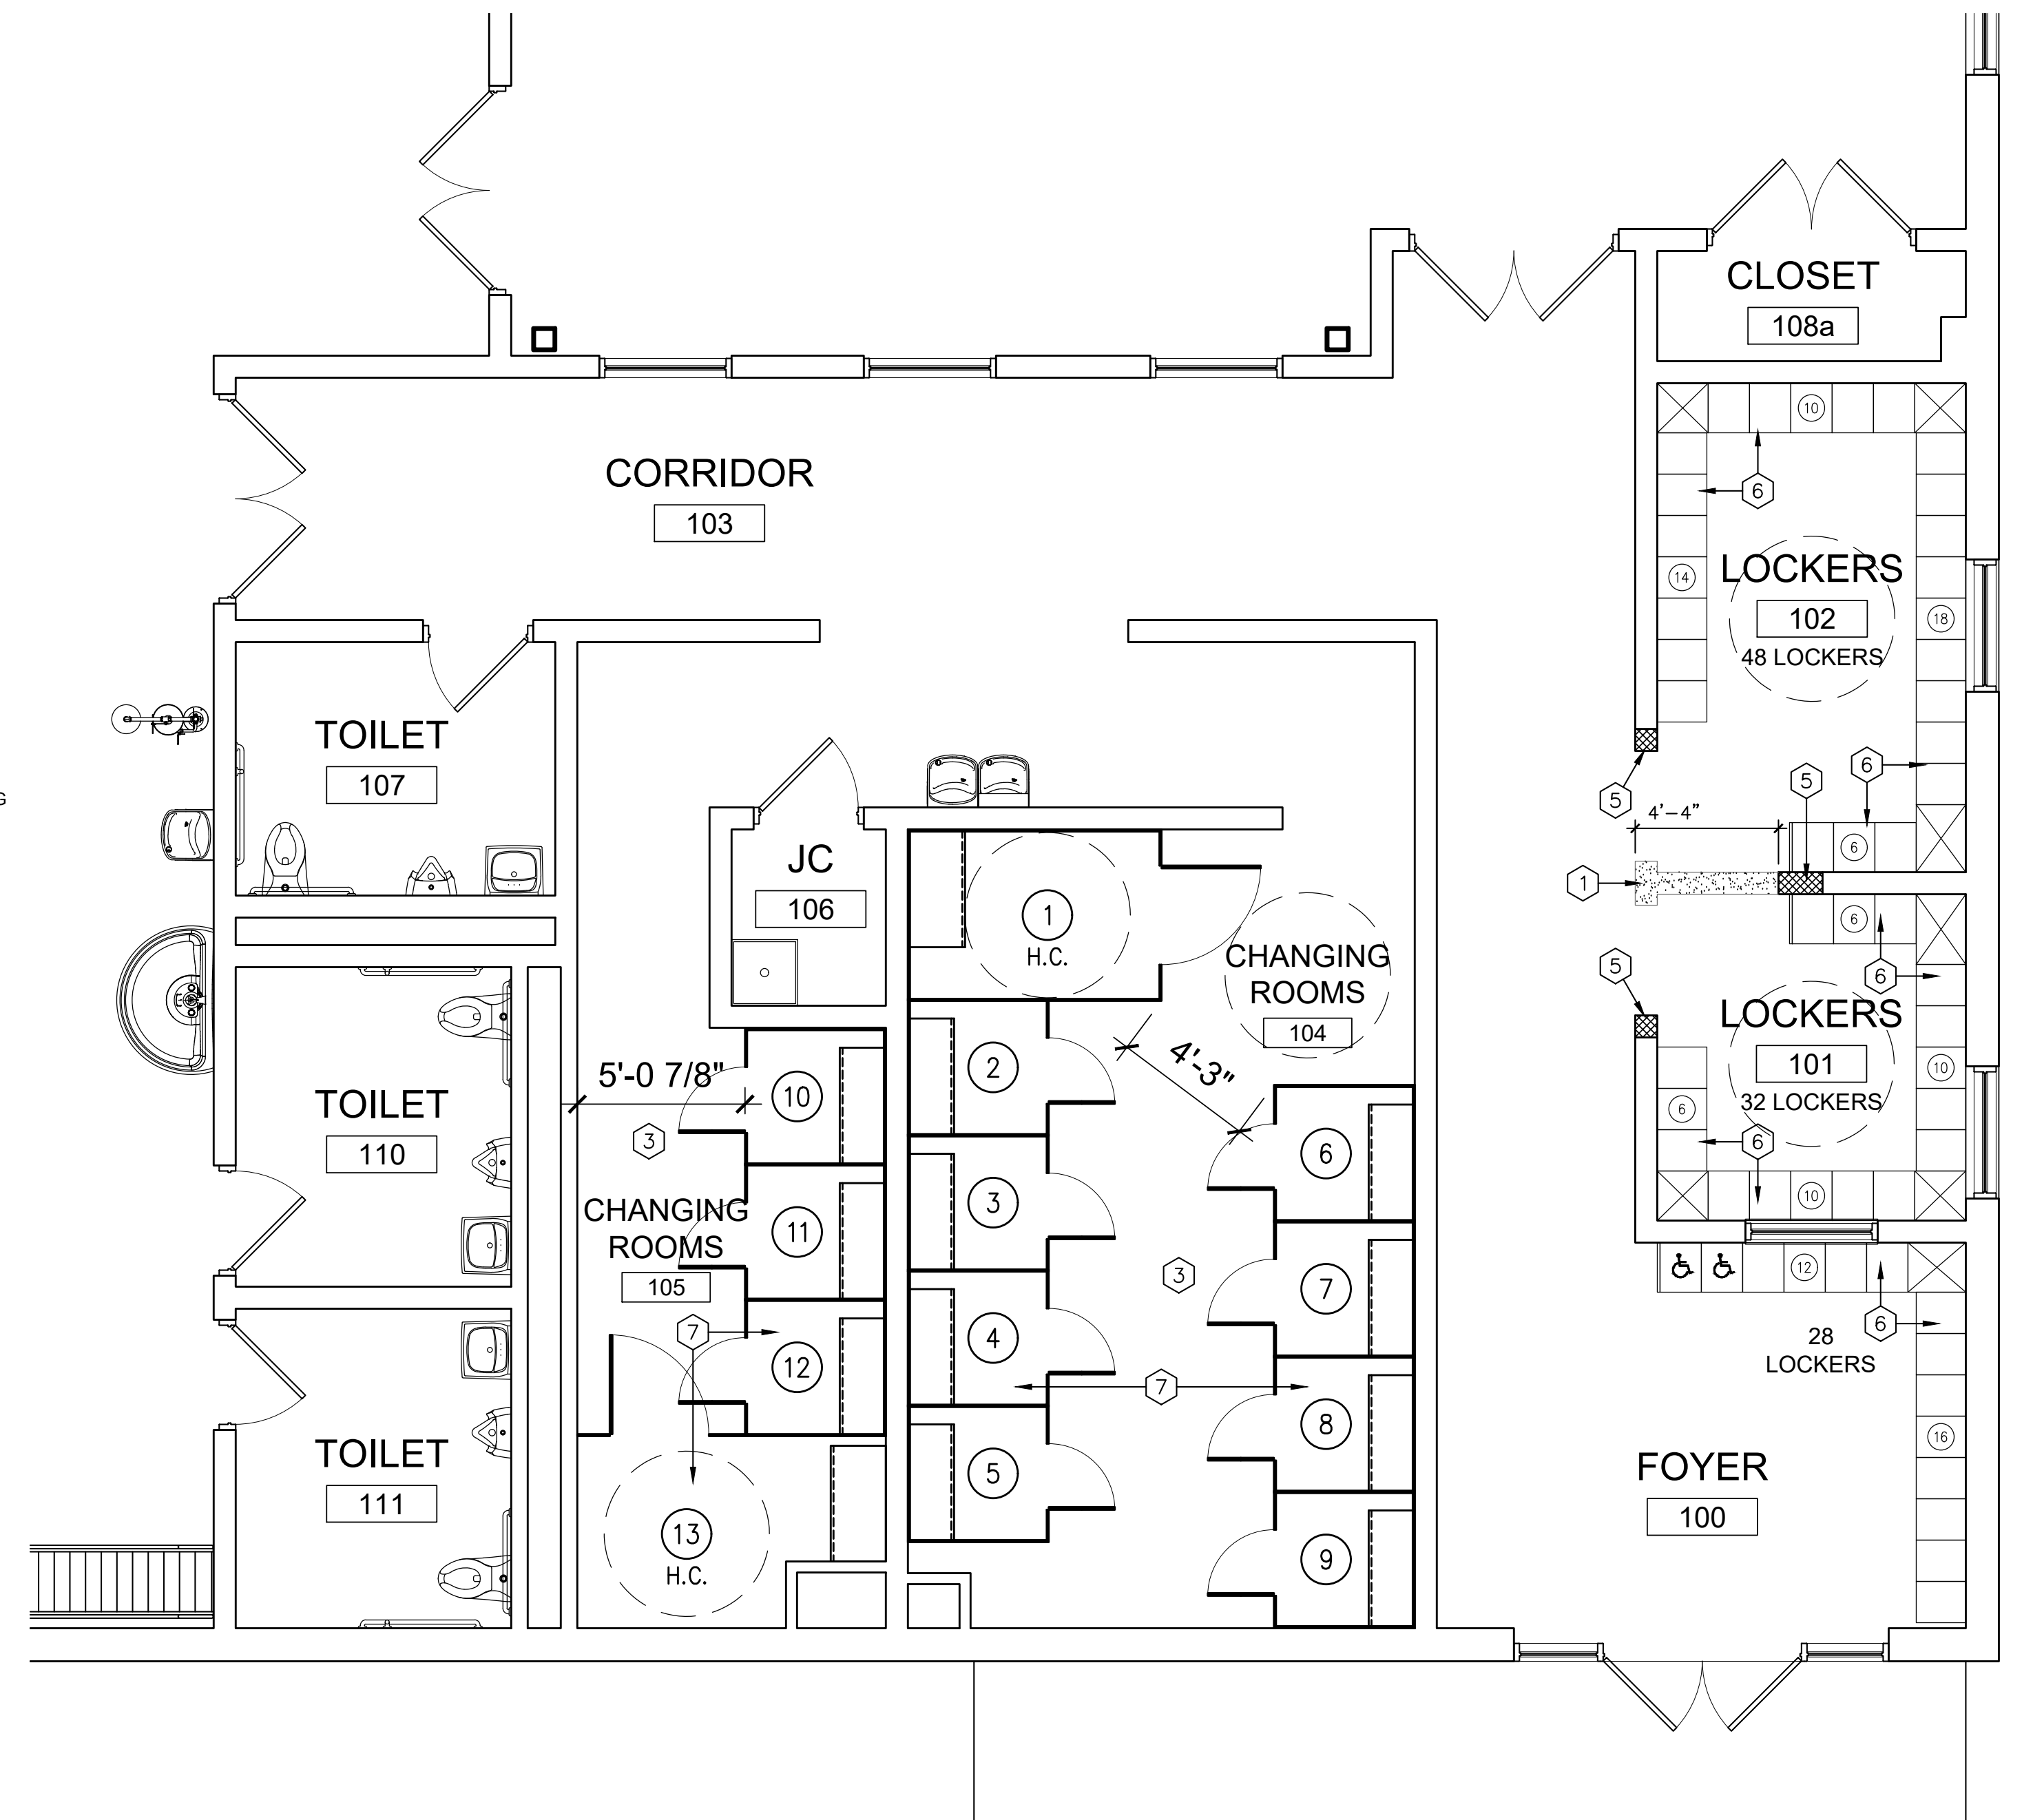 CLOSET
108a
10
CORRIDOR
103
6
14
LOCKERS
102
48 LOCKERS
18
TOILET
107
G
5
6
5
4'-4"
6
1
JC
106
1
H.C.
6
CHANGING
ROOMS
104
5
6
LOCKERS
101
32 LOCKERS
10
6
6
10
2
4'-3"
5'-0 7/8"
10
3
TOILET
110
6
3
11
CHANGING
ROOMS
105
3
7
12
7
4
7
8
12
6
28
LOCKERS
16
TOILET
111
5
FOYER
100
13
H.C.
9